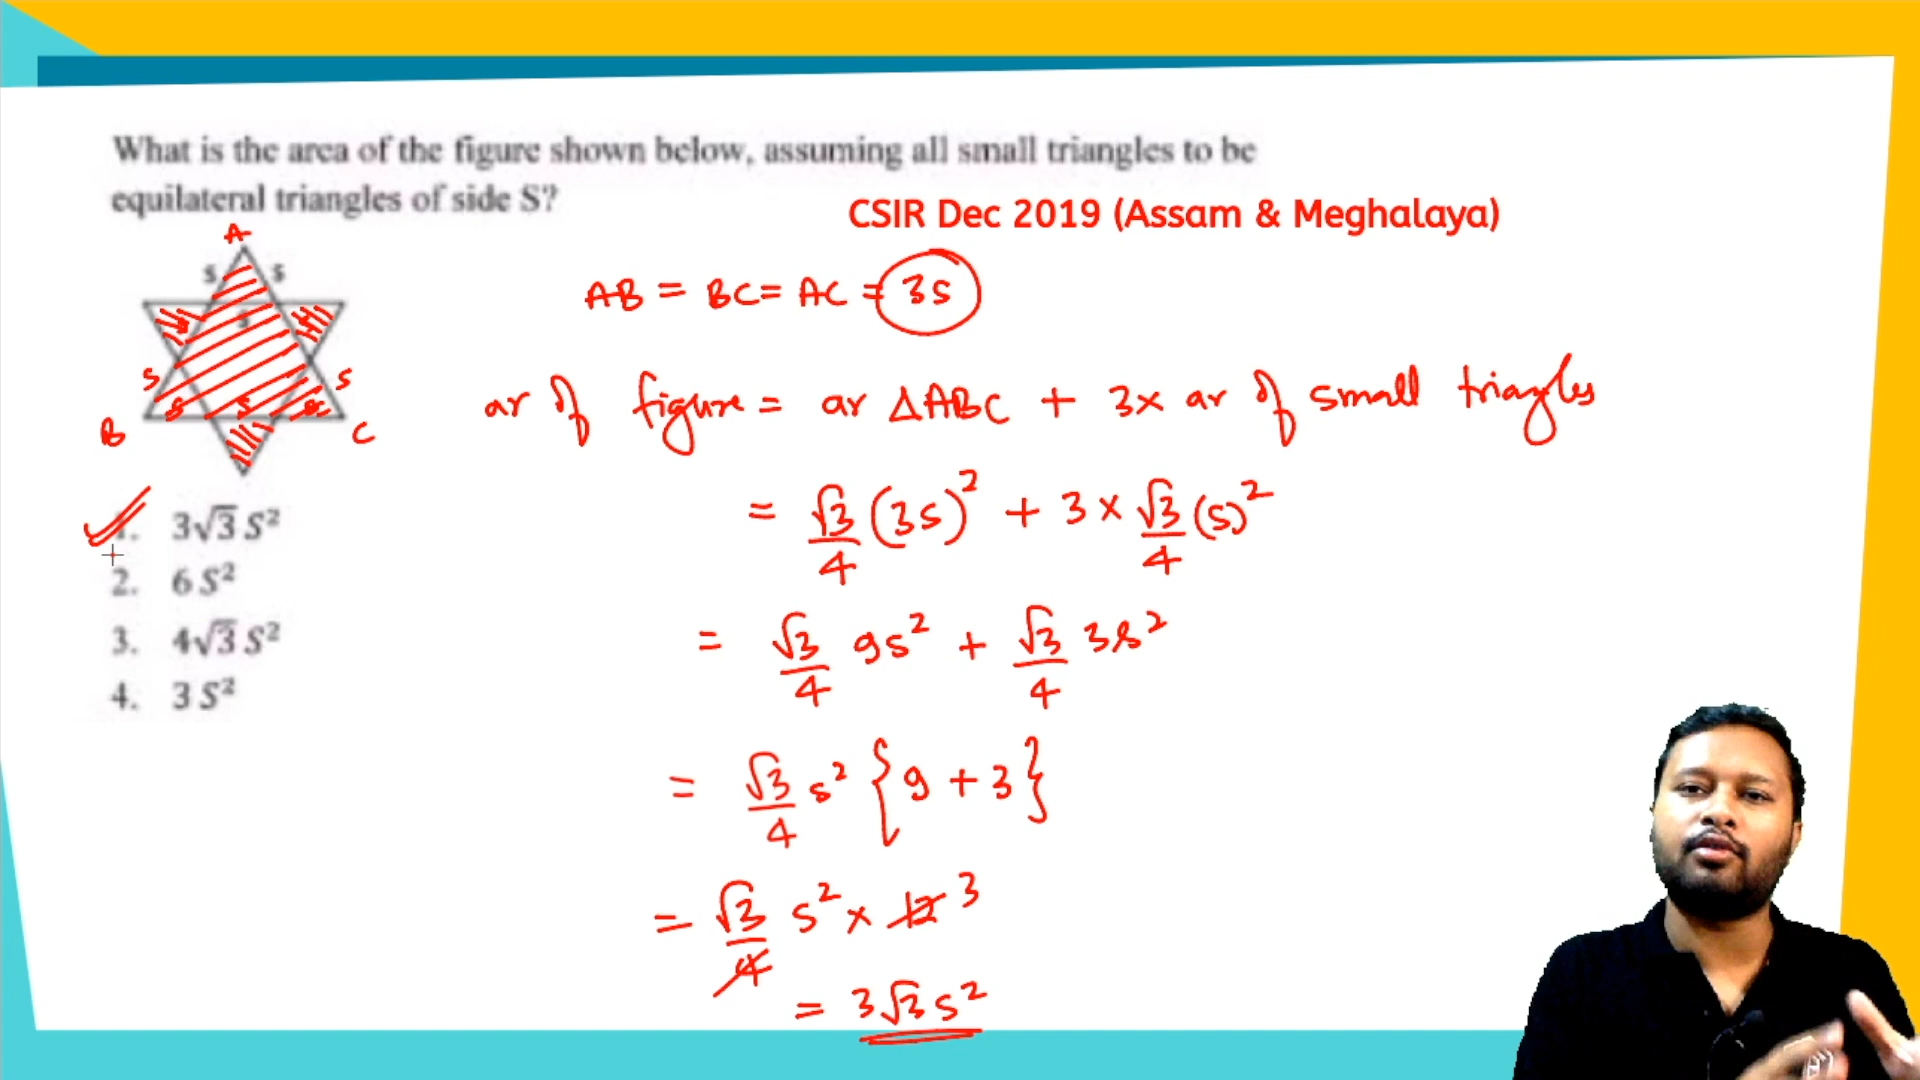 What is the area of the figure shown below, assuming all small triangles to be
equilateral triangles of side S?
CSIR Dec 2019 (Assam & Meghalaya)
A
S S
S
S S
S S S
B C
AB = BC = AC = 3S
ar of figure = ar △ABC + 3× ar of small triangles
= √3/4 (3S)² + 3 × √3/4 (S)²
= √3/4 9S² + √3/4 3S²
= √3/4 S² {9 + 3}
= √3/4 S² × 12 3
= 3√3 S²
1. 3√3 S²
2. 6 S²
3. 4√3 S²
4. 3 S²